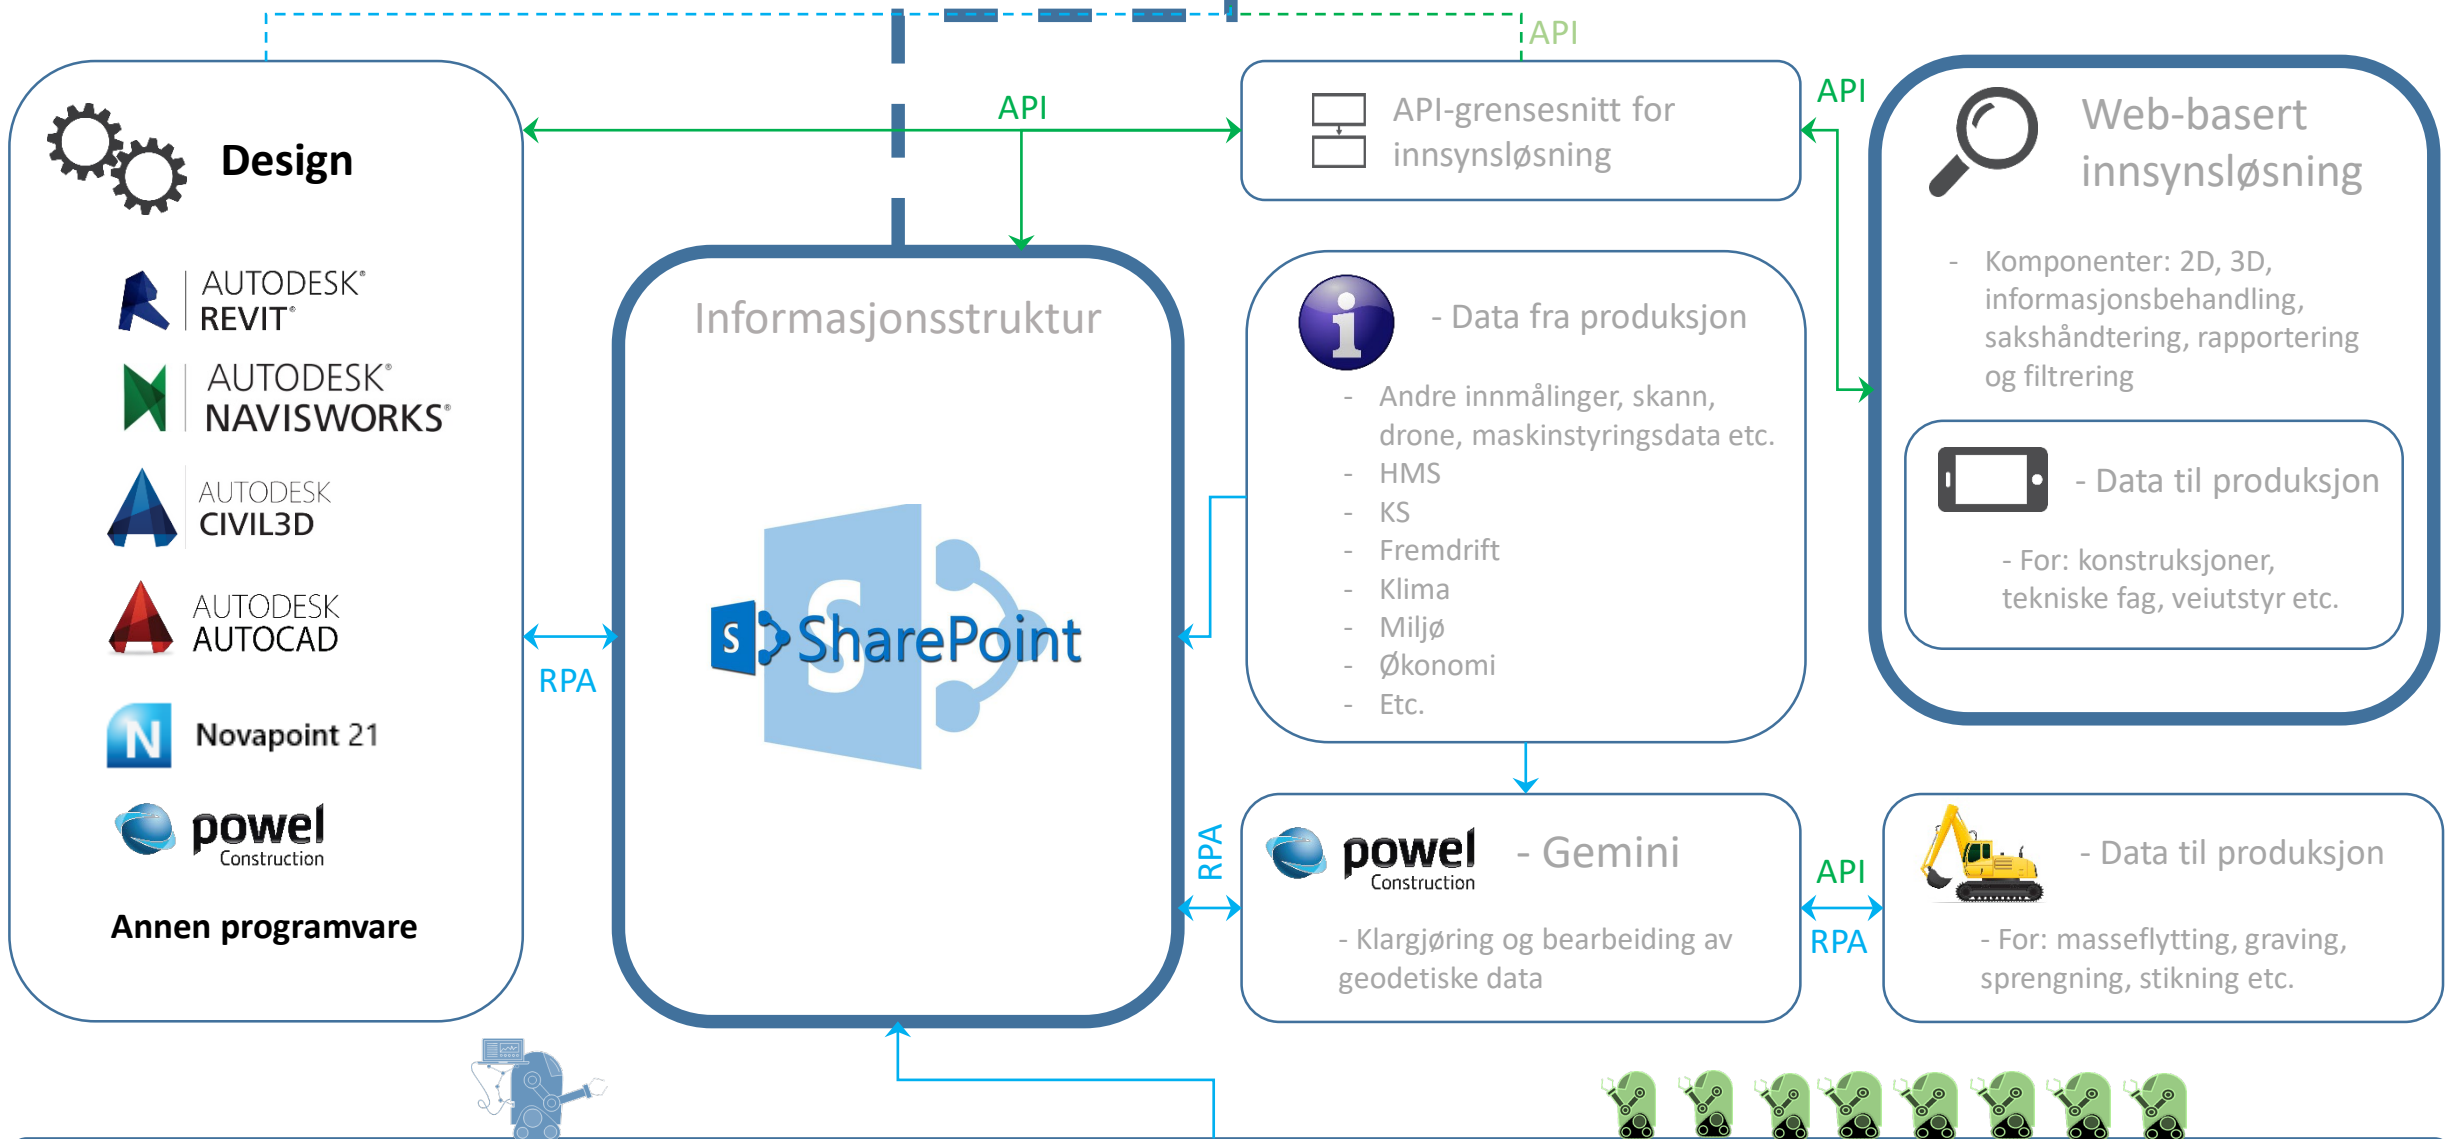 API
API
API
Design
API-grensesnitt for
innsynsløsning
Web-basert
innsynsløsning
AUTODESK®
REVIT®
AUTODESK®
NAVISWORKS®
AUTODESK
CIVIL3D
AUTODESK
AUTOCAD
Novapoint 21
powel
Construction
Annen programvare
RPA
Informasjonsstruktur
S
S SharePoint
- Data fra produksjon
- Andre innmålinger, skann,
drone, maskinstyringsdata etc.
- HMS
- KS
- Fremdrift
- Klima
- Miljø
- Økonomi
- Etc.
- Komponenter: 2D, 3D,
informasjonsbehandling,
sakshåndtering, rapportering
og filtrering
- Data til produksjon
- For: konstruksjoner,
tekniske fag, veiutstyr etc.
RPA
powel
Construction
- Gemini
- Klargjøring og bearbeiding av
geodetiske data
API
RPA
- Data til produksjon
- For: masseflytting, graving,
sprengning, stikning etc.